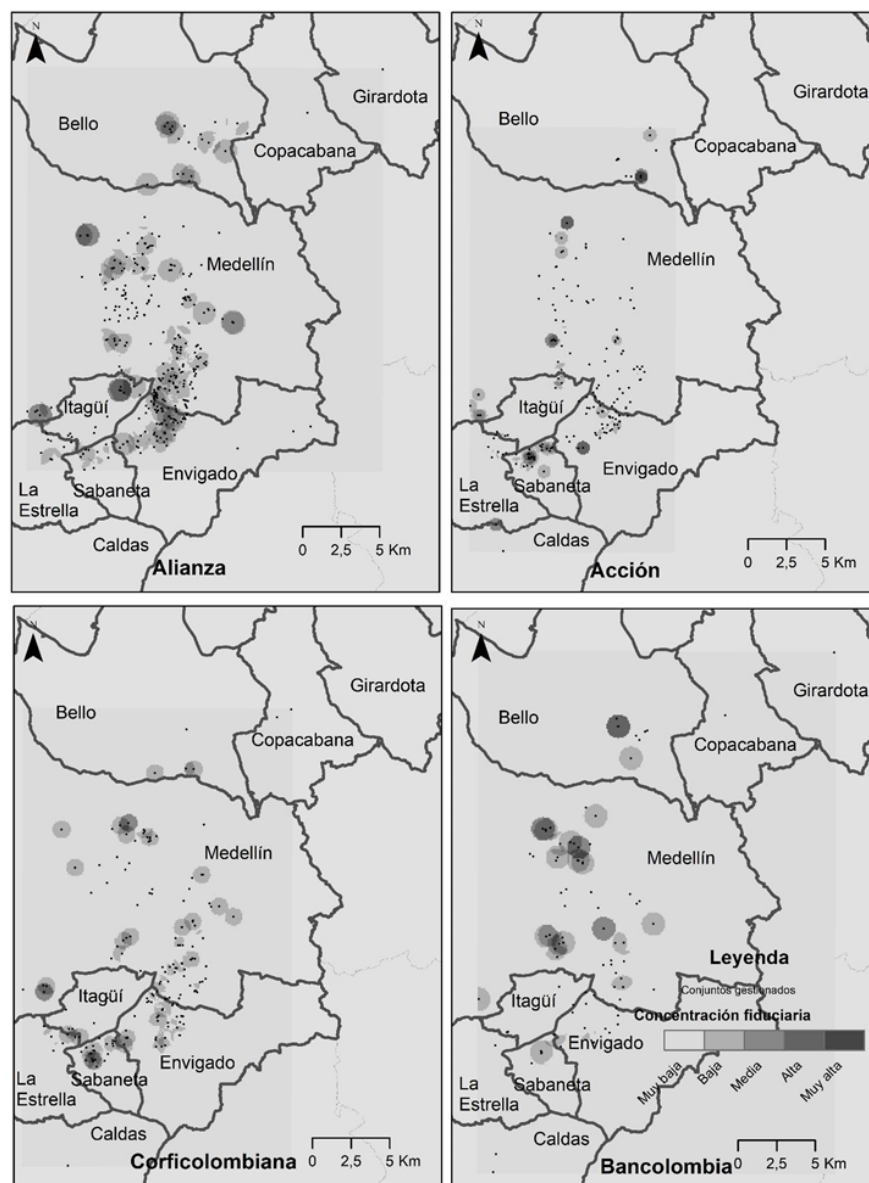 N
Bello
Girardota
Copacabana
Medellín
Itagüí
Envigado
Sabaneta
La
Estrella
Caldas
0 2,5 5 Km
Alianza
N
Bello
Girardota
Copacabana
Medellín
Itagüí
Envigado
Sabaneta
La
Estrella
Caldas
0 2,5 5 Km
Acción
N
Bello
Girardota
Copacabana
Medellín
Itagüí
Envigado
Sabaneta
La
Estrella
Caldas
0 2,5 5 Km
Corficolombiana
N
Bello
Girardota
Copacabana
Medellín
Leyenda
Conjuntos gestionados
Itagüí
Concentración fiduciaria
Envigado
Muy baja
Baja
Media
Alta
Muy alta
Sabaneta
La
Estrella
Caldas
0 2,5 5 Km
Bancolombia